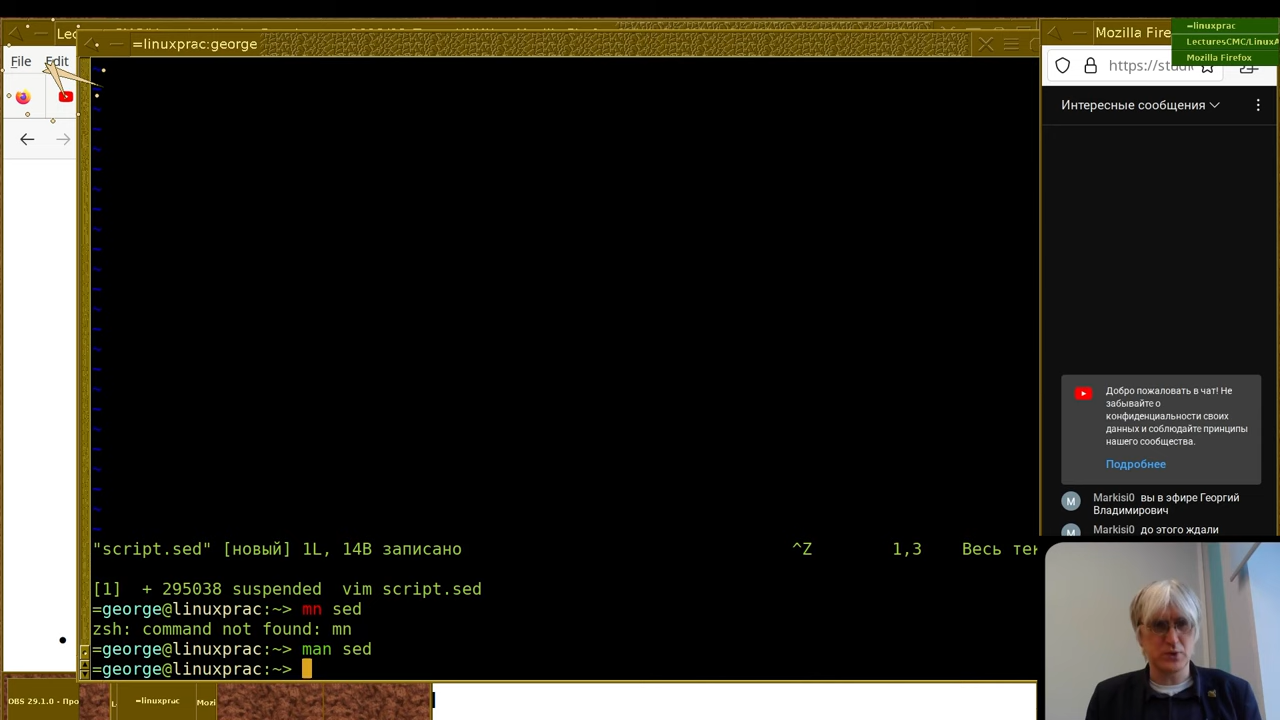 =linuxprac:george
File Edit
"script.sed" [новый] 1L, 14B записано ^Z 1,3 Весь
[1] + 295038 suspended vim script.sed
=george@linuxprac:~> mn sed
zsh: command not found: mn
=george@linuxprac:~> man sed
=george@linuxprac:~>
Mozilla Fire
=linuxprac
LecturesCMC/LinuxA
Mozilla Firefox
https://stud
Интересные сообщения
Добро пожаловать в чат! Не
забывайте о
конфиденциальности своих
данных и соблюдайте принципы
нашего сообщества.
Подробнее
Markisi0 вы в эфире Георгий
Владимирович
Markisi0 до этого ждали
DBS 29.1.0 - Про
=linuxprac
Mozi